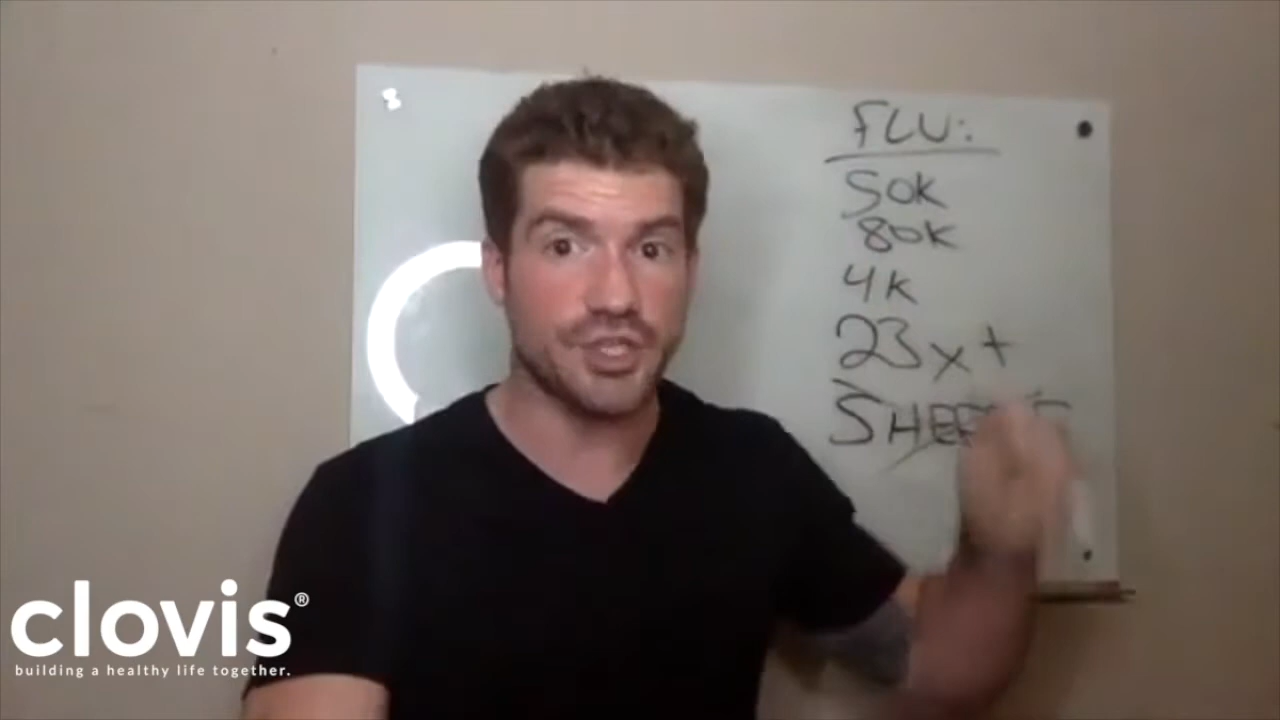 FLU:
50K
80K
4K
23x+
clovis®
building a healthy life together.